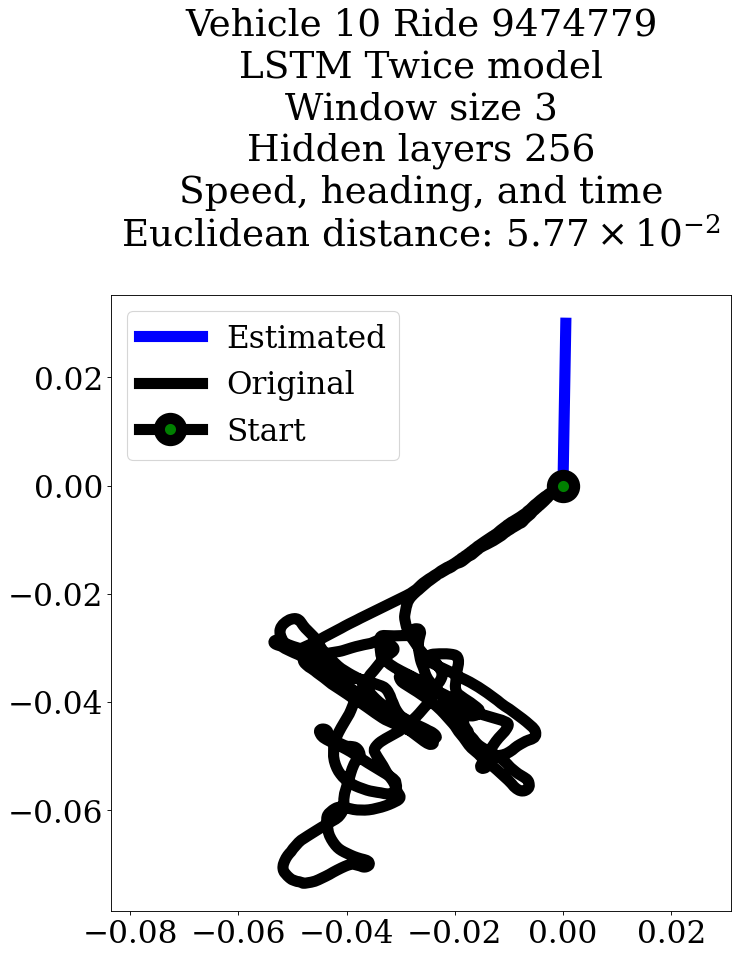 Vehicle 10 Ride 9474779
LSTM Twice model
Window size 3
Hidden layers 256
Speed, heading, and time
Euclidean distance: 5.77 × 10⁻²
Estimated
Original
Start
0.02
0.00
−0.02
−0.04
−0.06
−0.08 −0.06 −0.04 −0.02 0.00 0.02